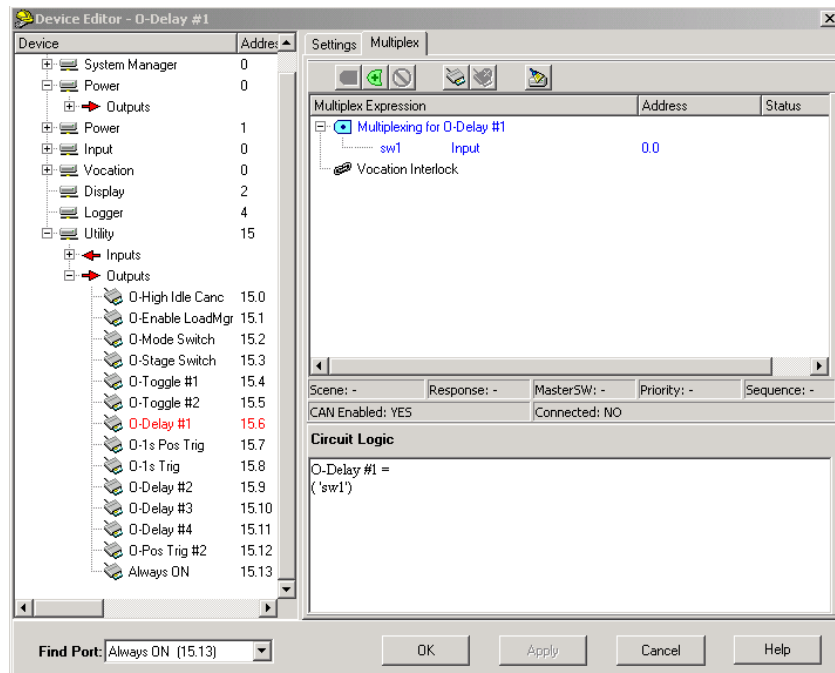 Device Editor - O-Delay #1
Device Addres
System Manager 0
Power 0
Outputs
Power 1
Input 0
Vocation 0
Display 2
Logger 4
Utility 15
Inputs
Outputs
O-High Idle Canc 15.0
O-Enable LoadMgr 15.1
O-Mode Switch 15.2
O-Stage Switch 15.3
O-Toggle #1 15.4
O-Toggle #2 15.5
O-Delay #1 15.6
O-1s Pos Trig 15.7
O-1s Trig 15.8
O-Delay #2 15.9
O-Delay #3 15.10
O-Delay #4 15.11
O-Pos Trig #2 15.12
Always ON 15.13
Settings Multiplex
Multiplex Expression Address Status
Multiplexing for O-Delay #1
sw1 Input 0.0
Vocation Interlock
Scene: - Response: - MasterSW: - Priority: - Sequence: -
CAN Enabled: YES Connected: NO
Circuit Logic
O-Delay #1 =
( 'sw1')
Find Port: Always ON (15.13) OK Apply Cancel Help